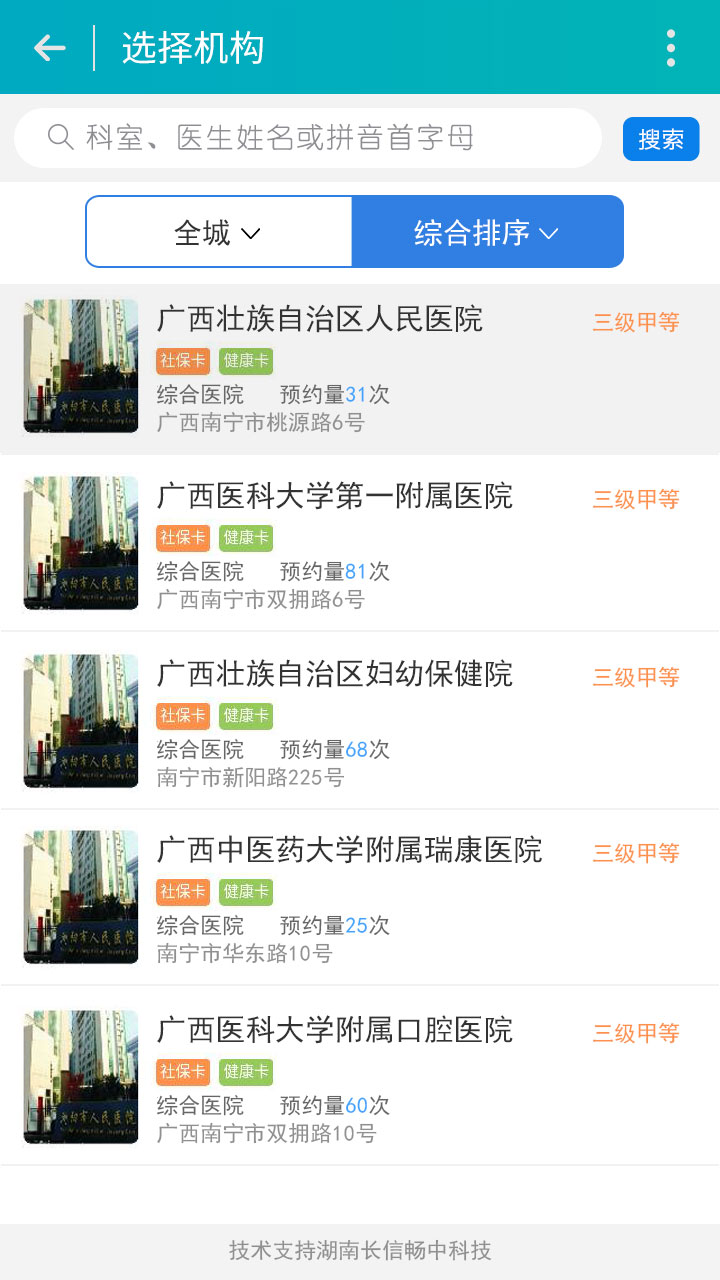 选择机构
科室、医生姓名或拼音首字母
搜索
全城
综合排序
广西壮族自治区人民医院
三级甲等
社保卡 健康卡
综合医院 预约量31次
广西南宁市桃源路6号
广西医科大学第一附属医院
三级甲等
社保卡 健康卡
综合医院 预约量81次
广西南宁市双拥路6号
广西壮族自治区妇幼保健院
三级甲等
社保卡 健康卡
综合医院 预约量68次
南宁市新阳路225号
广西中医药大学附属瑞康医院
三级甲等
社保卡 健康卡
综合医院 预约量25次
南宁市华东路10号
广西医科大学附属口腔医院
三级甲等
社保卡 健康卡
综合医院 预约量60次
广西南宁市双拥路10号
技术支持湖南长信畅中科技